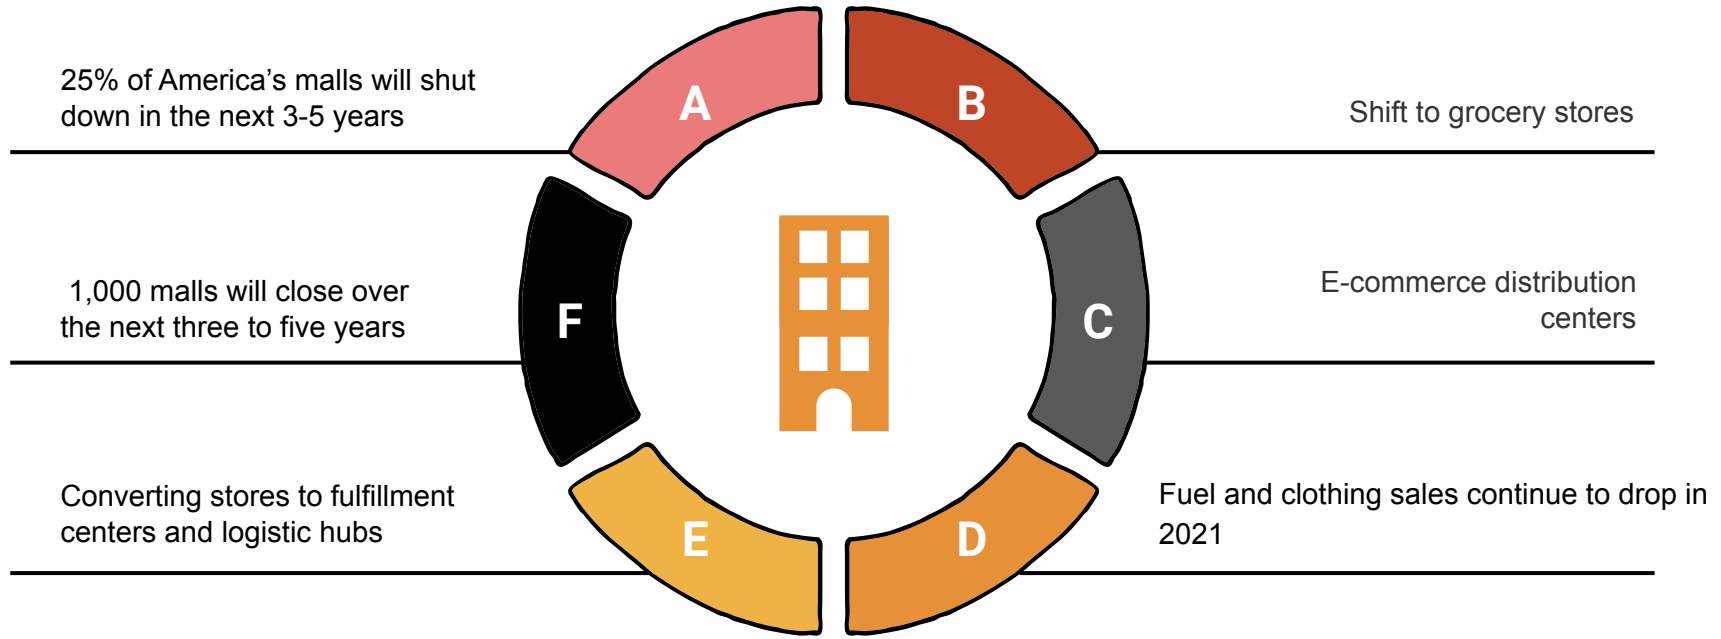 25% of America’s malls will shut
down in the next 3-5 years
A
B
Shift to grocery stores
1,000 malls will close over
the next three to five years
F
C
E-commerce distribution
centers
Converting stores to fulfillment
centers and logistic hubs
E
D
Fuel and clothing sales continue to drop in
2021